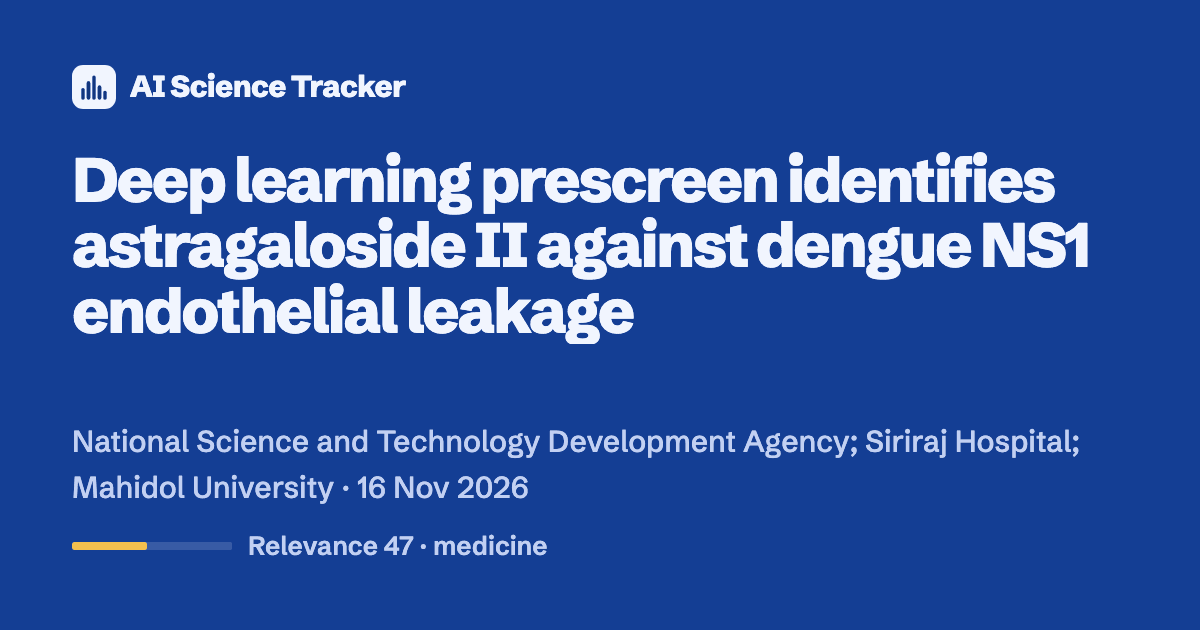 AI Science Tracker
Deep learning prescreen identifies
astragaloside II against dengue NS1
endothelial leakage
National Science and Technology Development Agency; Siriraj Hospital;
Mahidol University · 16 Nov 2026
Relevance 47 · medicine